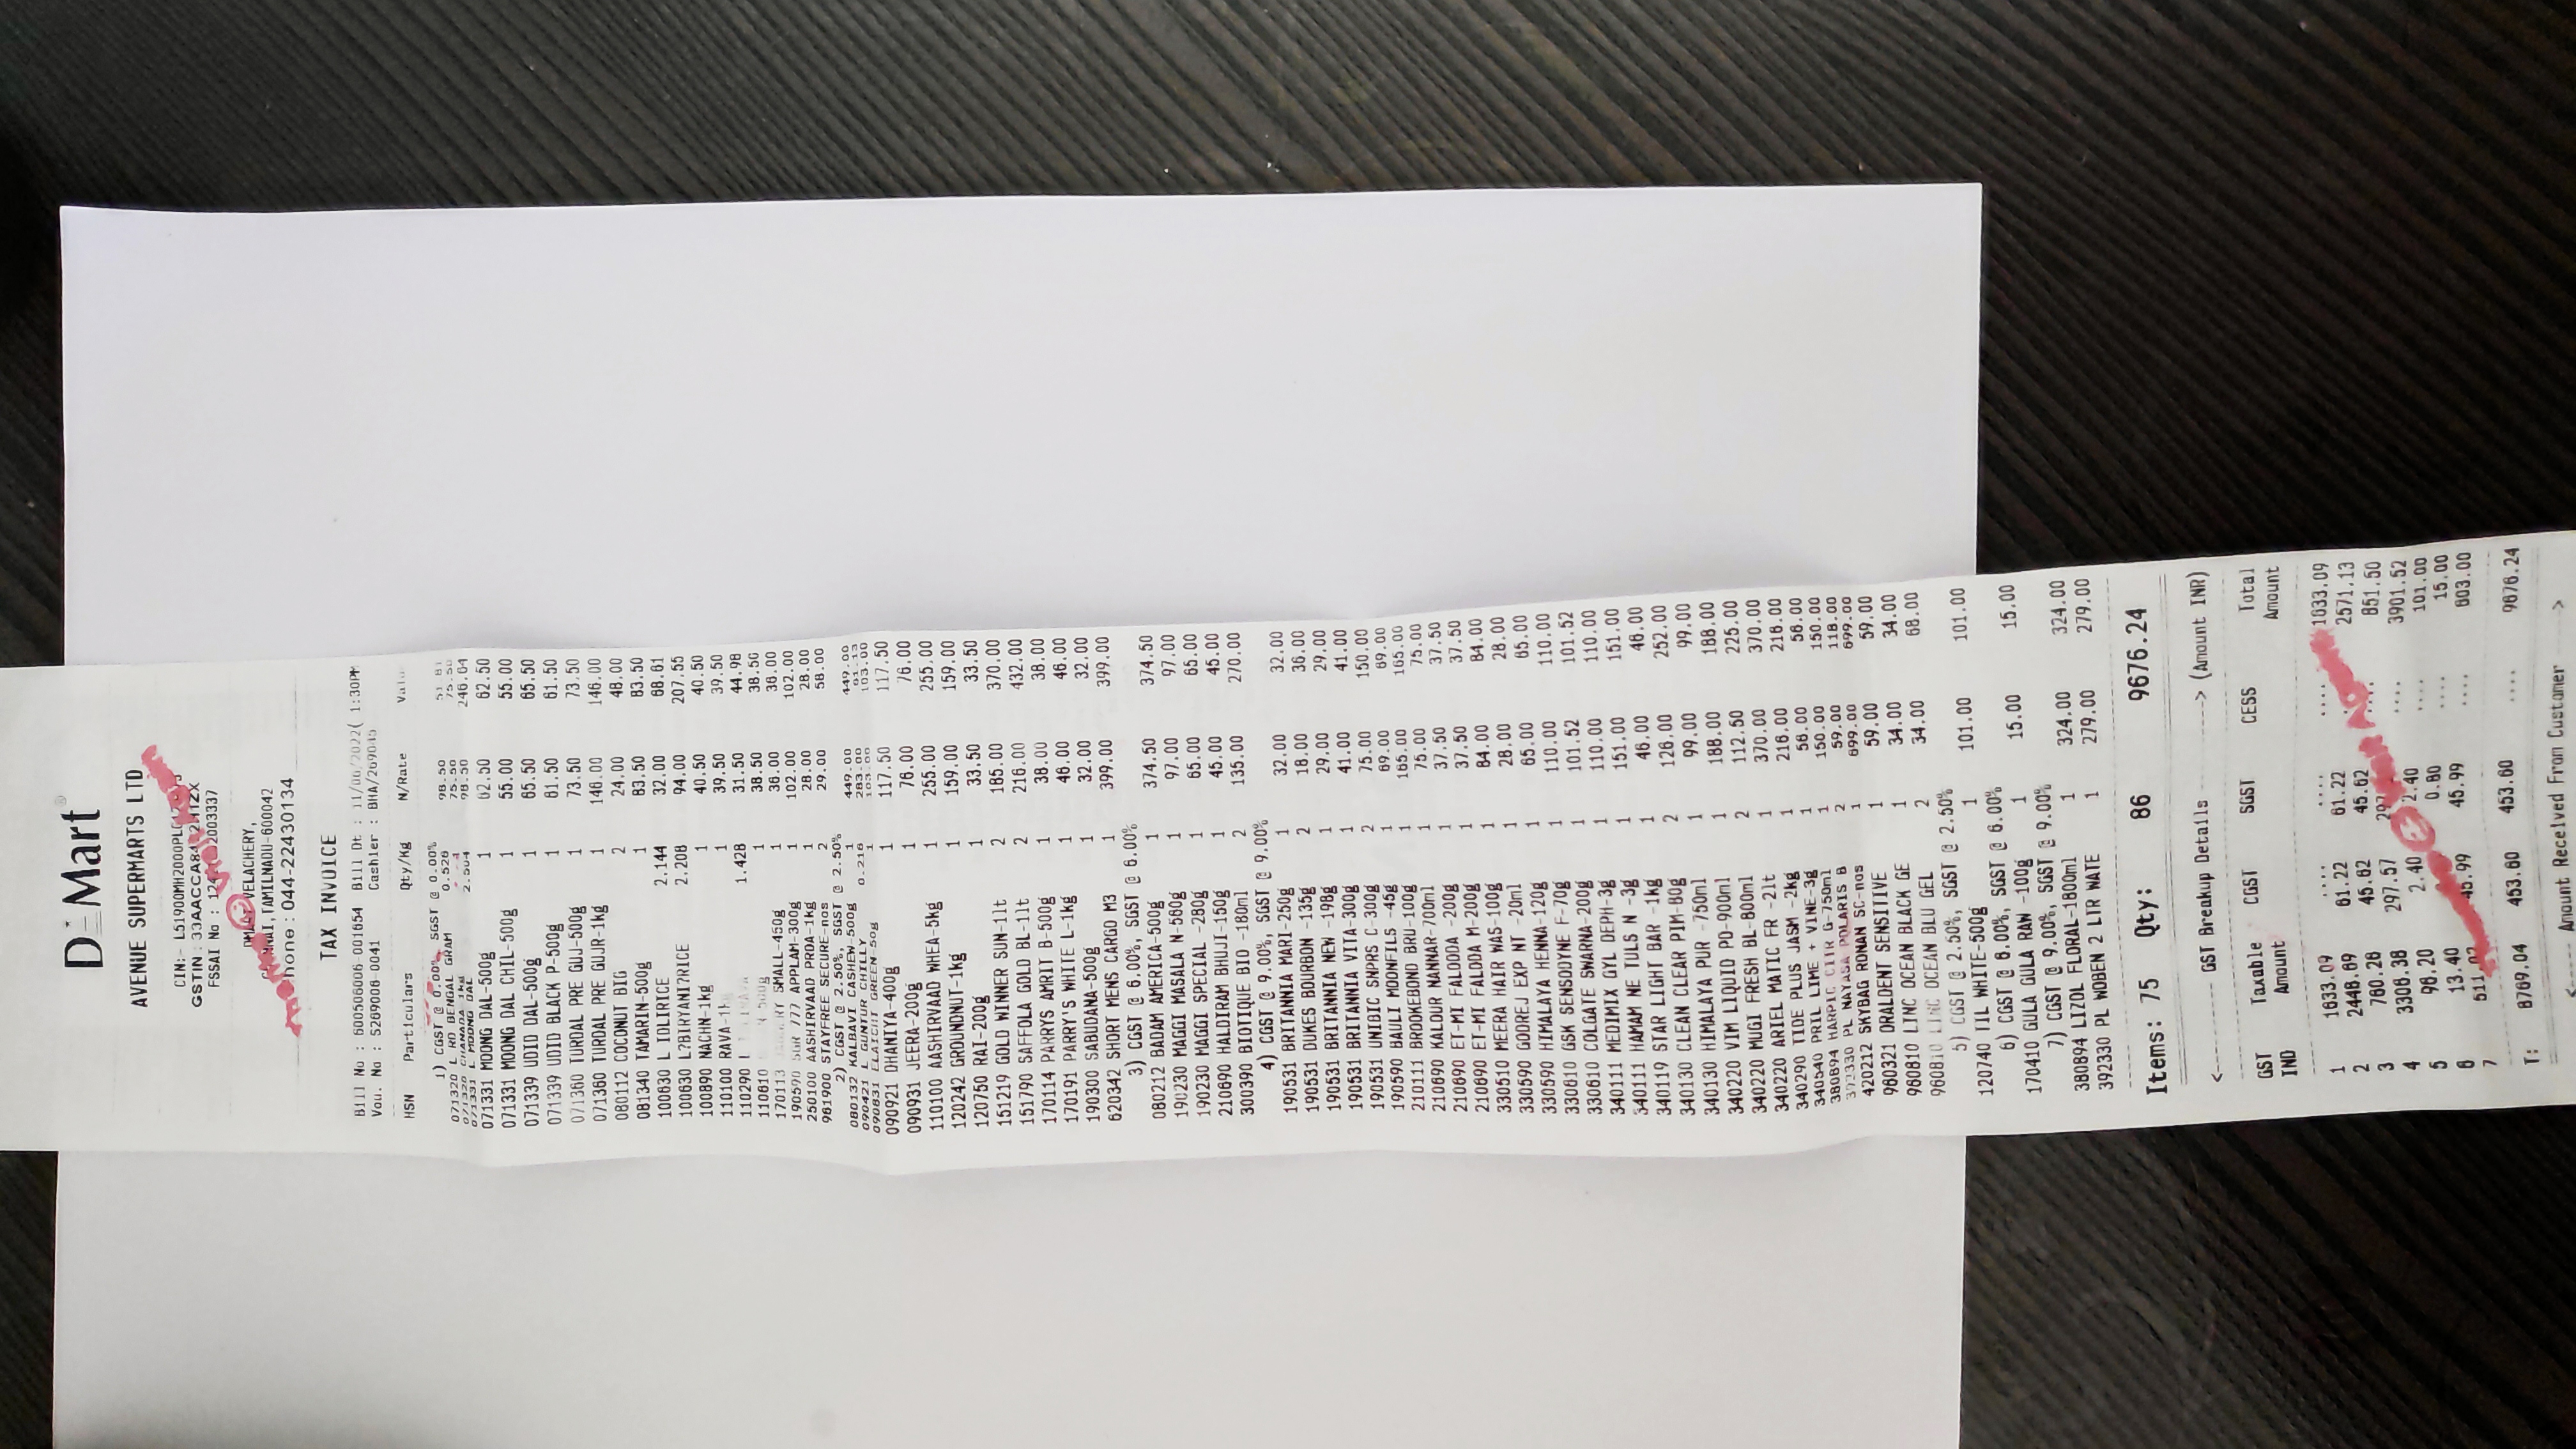 D Mart
AVENUE SUPERMARTS LTD
CIN:- L51900MH2000PLC
GSTIN : 33AACCA84 2H1ZX
FSSAI No : 124 2003337
Thanks Visit Again
DMART VELACHERY,
CHENNAI,TAMILNADU-600042
Phone : 044-22430134
TAX INVOICE
Bill No : 600506006-001654 Bill Dt : 11/06/2022( 1:30PM
Vou. No : S269006-0041 Cashier : BHA/269045
HSN Particulars Qty/Kg N/Rate Value
1) CGST @ 0.00%, SGST @ 0.00%
071320 L RD BENGAL GRAM 0.526 98.50 51.81
071320 CHANADA 1kg 1 75.50 75.50
071331 L MOONG DAL 2.504 98.50 246.64
071331 MOONG DAL-500g 1 62.50 62.50
071331 MOONG DAL CHIL-500g 1 55.00 55.00
071339 UDID DAL-500g 1 65.50 65.50
071339 UDID BLACK P-500g 1 61.50 61.50
071360 TURDAL PRE GUJ-500g 1 73.50 73.50
071360 TURDAL PRE GUJR-1kg 1 146.00 146.00
080112 COCONUT BIG 2 24.00 48.00
081340 TAMARIN-500g 1 83.50 83.50
100630 L IDLIRICE 2.144 32.00 68.61
100630 L?BIRYANI?RICE 2.208 94.00 207.55
100890 NACHN-1kg 1 40.50 40.50
110100 RAVA-1kg 1 39.50 39.50
110290 L 1.428 31.50 44.98
110610 500g 1 38.50 38.50
170113 JAGGERY SMALL-450g 1 36.00 36.00
190590 SGR 777 APPLAM-300g 1 102.00 102.00
250100 AASHIRVAAD PROA-1kg 1 28.00 28.00
961900 STAYFREE SECURE-nos 2 29.00 58.00
2) CGST @ 2.50%, SGST @ 2.50%
080132 KALBAVI CASHEW-500g 1 449.00 449.00
090421 L GUNTUR CHILLY 0.216 283.00 61.13
090831 ELAICHI GREEN-50g 1 103.00 103.00
090921 DHANIYA-400g 1 117.50 117.50
090931 JEERA-200g 1 76.00 76.00
110100 AASHIRVAAD WHEA-5kg 1 255.00 255.00
120242 GROUNDNUT-1kg 1 159.00 159.00
120750 RAI-200g 1 33.50 33.50
151219 GOLD WINNER SUN-1lt 2 185.00 370.00
151790 SAFFOLA GOLD BL-1lt 2 216.00 432.00
170114 PARRYS AMRIT B-500g 1 38.00 38.00
170191 PARRY'S WHITE L-1kg 1 46.00 46.00
190300 SABUDANA-500g 1 32.00 32.00
620342 SHORT MENS CARGO M3 1 399.00 399.00
3) CGST @ 6.00%, SGST @ 6.00%
080212 BADAM AMERICA-500g 1 374.50 374.50
190230 MAGGI MASALA N-560g 1 97.00 97.00
190230 MAGGI SPECIAL -280g 1 65.00 65.00
210690 HALDIRAM BHUJI-150g 1 45.00 45.00
300390 BIOTIQUE BIO -180ml 2 135.00 270.00
4) CGST @ 9.00%, SGST @ 9.00%
190531 BRITANNIA MARI-250g 1 32.00 32.00
190531 DUKES BOURBON -135g 2 18.00 36.00
190531 BRITANNIA NEW -198g 1 29.00 29.00
190531 BRITANNIA VITA-300g 1 41.00 41.00
190531 UNIBIC SNPRS C-300g 2 75.00 150.00
190590 BAULI MOONFILS -45g 1 69.00 69.00
210111 BROOKEBOND BRU-100g 1 165.00 165.00
210690 KALOUR NANNAR-700ml 1 75.00 75.00
210690 ET-MI FALOODA -200g 1 37.50 37.50
210690 ET-MI FALODA M-200g 1 37.50 37.50
330510 MEERA HAIR WAS-100g 1 84.00 84.00
330590 GODREJ EXP NT -20ml 1 28.00 28.00
330590 HIMALAYA HENNA-120g 1 65.00 65.00
330610 GSK SENSODYNE F-70g 1 110.00 110.00
330610 COLGATE SWARNA-200g 1 101.52 101.52
340111 MEDIMIX GYL DEPH-3g 1 110.00 110.00
340111 HAMAM NE TULS N -3g 1 151.00 151.00
340119 STAR LIGHT BAR -1kg 1 46.00 46.00
340130 CLEAN CLEAR PIM-80g 2 126.00 252.00
340130 HIMALAYA PUR -750ml 1 99.00 99.00
340220 VIM LIQUID PO-900ml 1 188.00 188.00
340220 MUGI FRESH BL-800ml 2 112.50 225.00
340220 ARIEL MATIC FR -2lt 1 370.00 370.00
340290 TIDE PLUS JASM -2kg 1 216.00 216.00
340540 PRIL LIME + VINE-3g 1 56.00 56.00
380894 HARPIC CITR G-750ml 1 150.00 150.00
392330 PL NAYASA POLARIS B 2 59.00 118.00
420212 SKYBAG RONAN SC-nos 1 699.00 699.00
960321 ORALDENT SENSITIVE 1 59.00 59.00
960810 LINC OCEAN BLACK GE 1 34.00 34.00
960810 LINC OCEAN BLU GEL 2 34.00 68.00
5) CGST @ 2.50%, SGST @ 2.50%
120740 TIL WHITE-500g 1 101.00 101.00
6) CGST @ 6.00%, SGST @ 6.00%
170410 GULA GULA RAW -100g 1 15.00 15.00
7) CGST @ 9.00%, SGST @ 9.00%
380894 LIZOL FLORAL-1800ml 1 324.00 324.00
392330 PL WOBEN 2 LTR WATE 1 279.00 279.00
Items: 75 Qty: 86 9676.24
<---------- GST Breakup Details ----------> (Amount INR)
GST Taxable CGST SGST CESS Total
IND Amount Amount
1 1633.09 .... .... .... 1633.09
2 2448.69 61.22 61.22 2571.13
3 760.26 45.62 45.62 .... 851.50
4 3306.38 297.57 297 .... 3901.52
5 96.20 2.40 2.40 .... 101.00
6 13.40 0.80 .... 15.00
7 511.02 45.99 45.99 .... 603.00
Thanks Visit Again
T: 8769.04 453.60 453.60 .... 9676.24
<----- Amount Received From Customer ----->